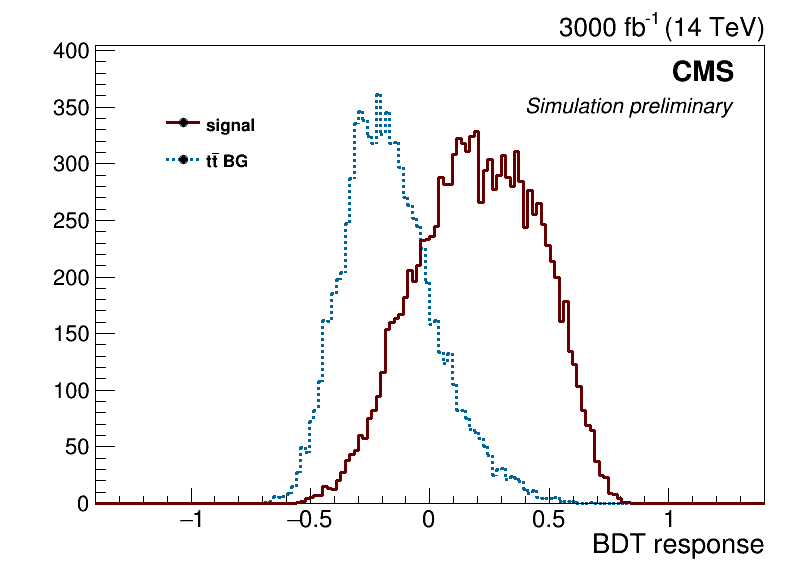 3000 fb⁻¹ (14 TeV)
CMS
Simulation preliminary
signal
tt̄ BG
400
350
300
250
200
150
100
50
0
−1
−0.5
0
0.5
1
BDT response